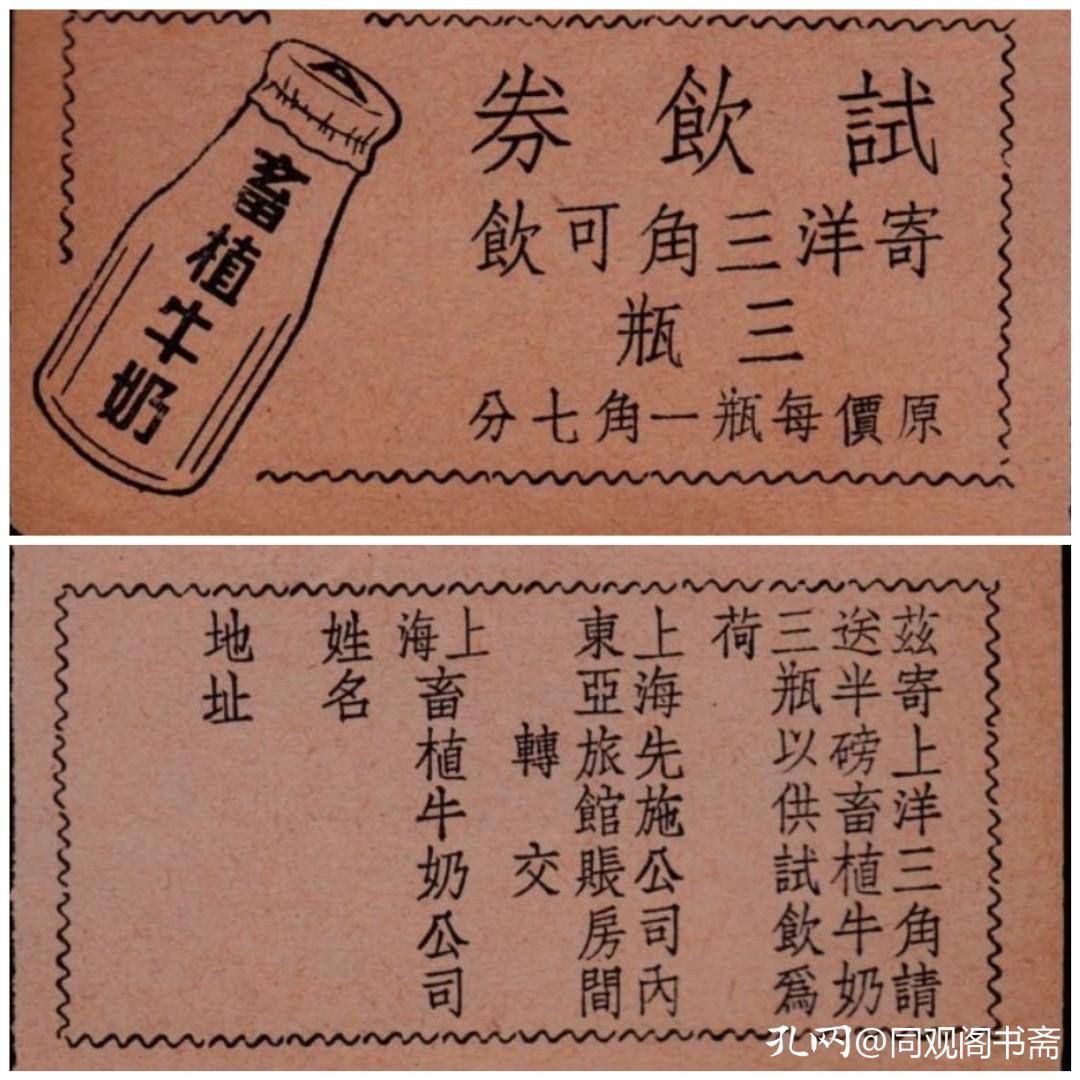 試飲券
寄洋三角可飲
三瓶
原價每瓶一角七分
畜植牛奶
茲寄上洋三角請
送半磅畜植牛奶
三瓶以供試飲爲
荷
上海先施公司內
東亞旅館賬房間
轉交
上海畜植牛奶公司
姓名
地址
孔网@同观阁书斋